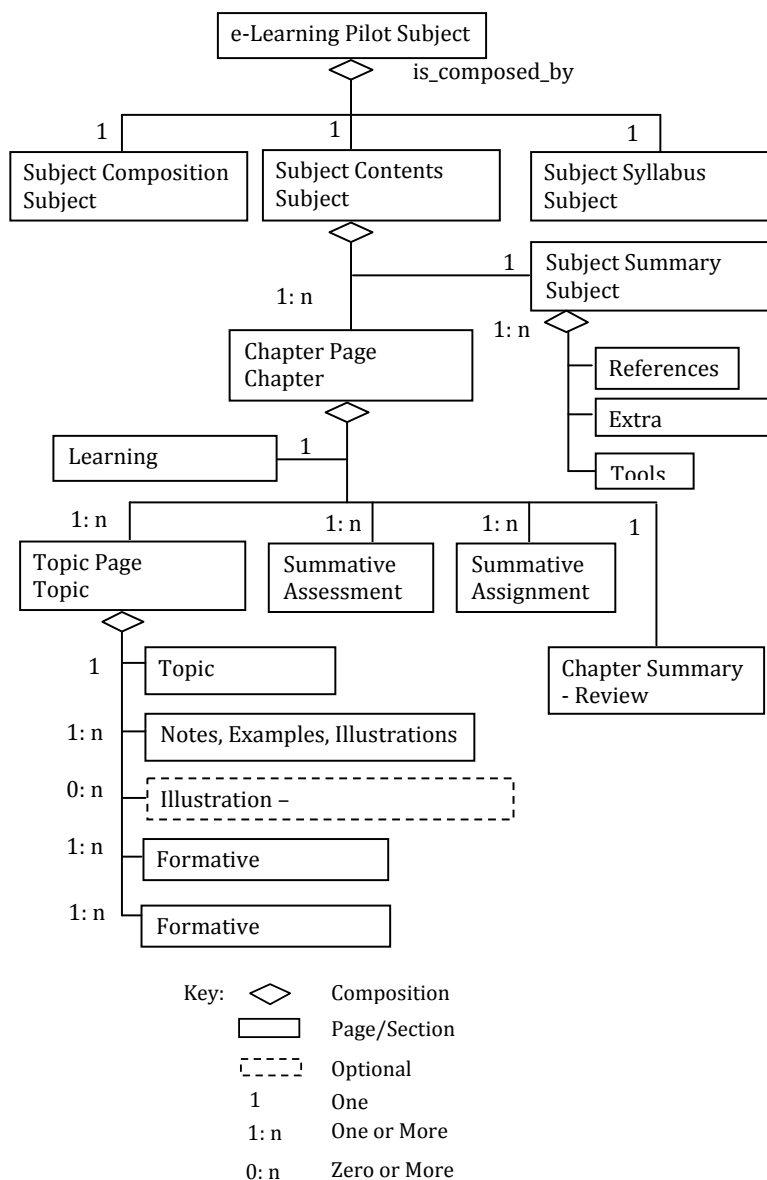 e-Learning Pilot Subject
is_composed_by
1
1
1
Subject Composition
Subject
Subject Contents
Subject
Subject Syllabus
Subject
1
Subject Summary
Subject
1: n
1: n
Chapter Page
Chapter
References
Extra
Tools
Learning
1
1: n
1: n
1: n
1
Topic Page
Topic
Summative
Assessment
Summative
Assignment
Chapter Summary
- Review
1
Topic
1: n
Notes, Examples, Illustrations
0: n
Illustration –
1: n
Formative
1: n
Formative
Key:
Composition
Page/Section
Optional
1
One
1: n
One or More
0: n
Zero or More